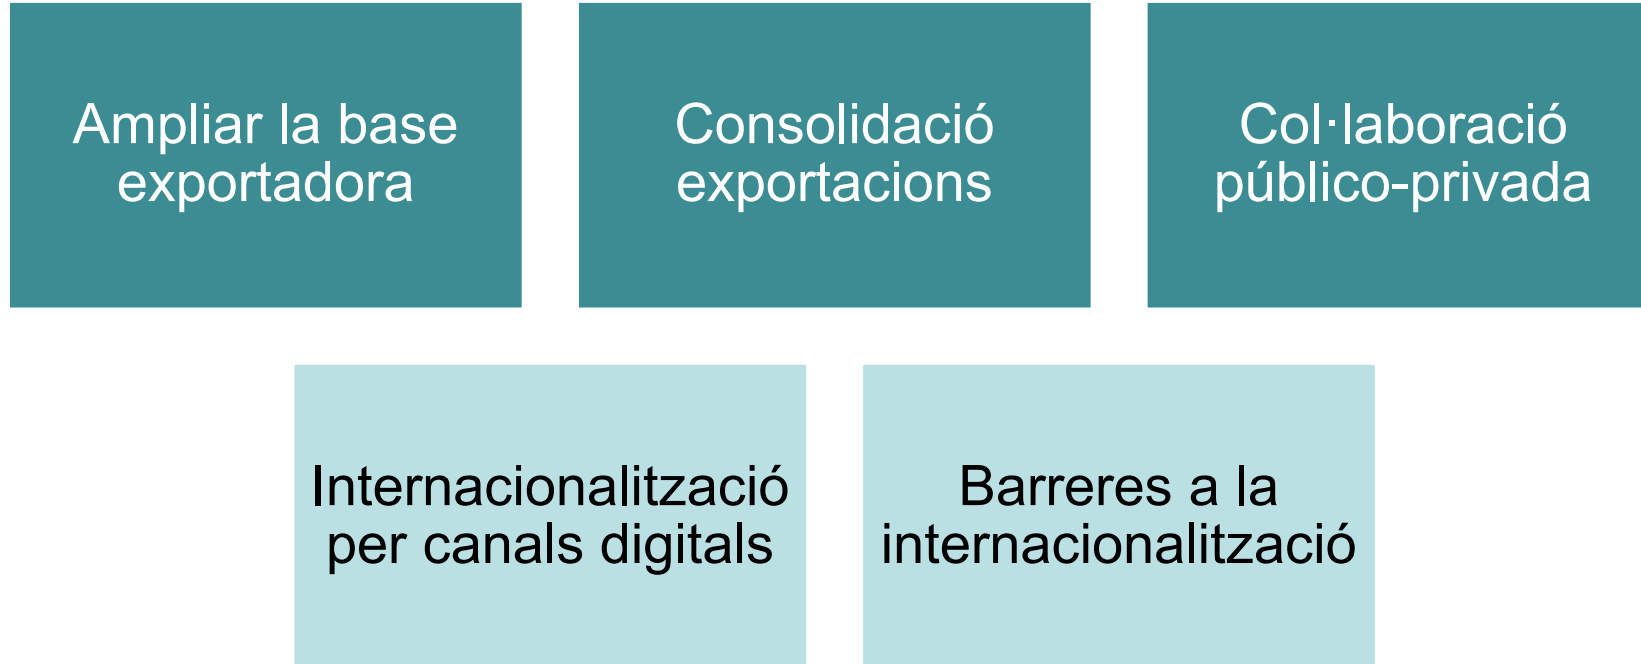 Ampliar la base
exportadora
Consolidació
exportacions
Col·laboració
público-privada
Internacionalització
per canals digitals
Barreres a la
internacionalització